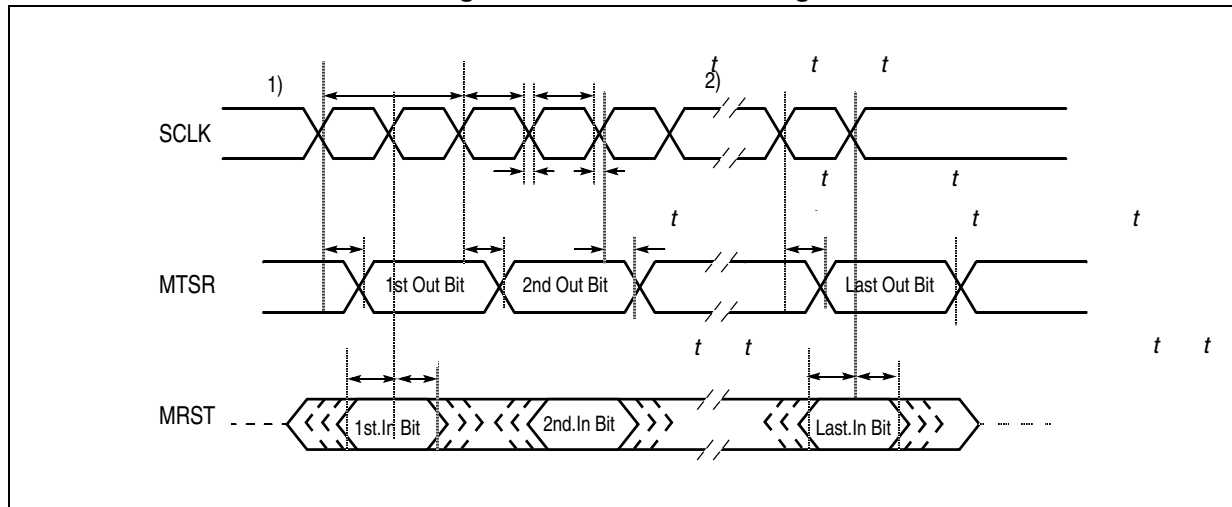 t t t
1) 2)
SCLK
t t
t t t
MTSR 1st Out Bit 2nd Out Bit Last Out Bit
t t t t
MRST 1st.In Bit 2nd.In Bit Last.In Bit